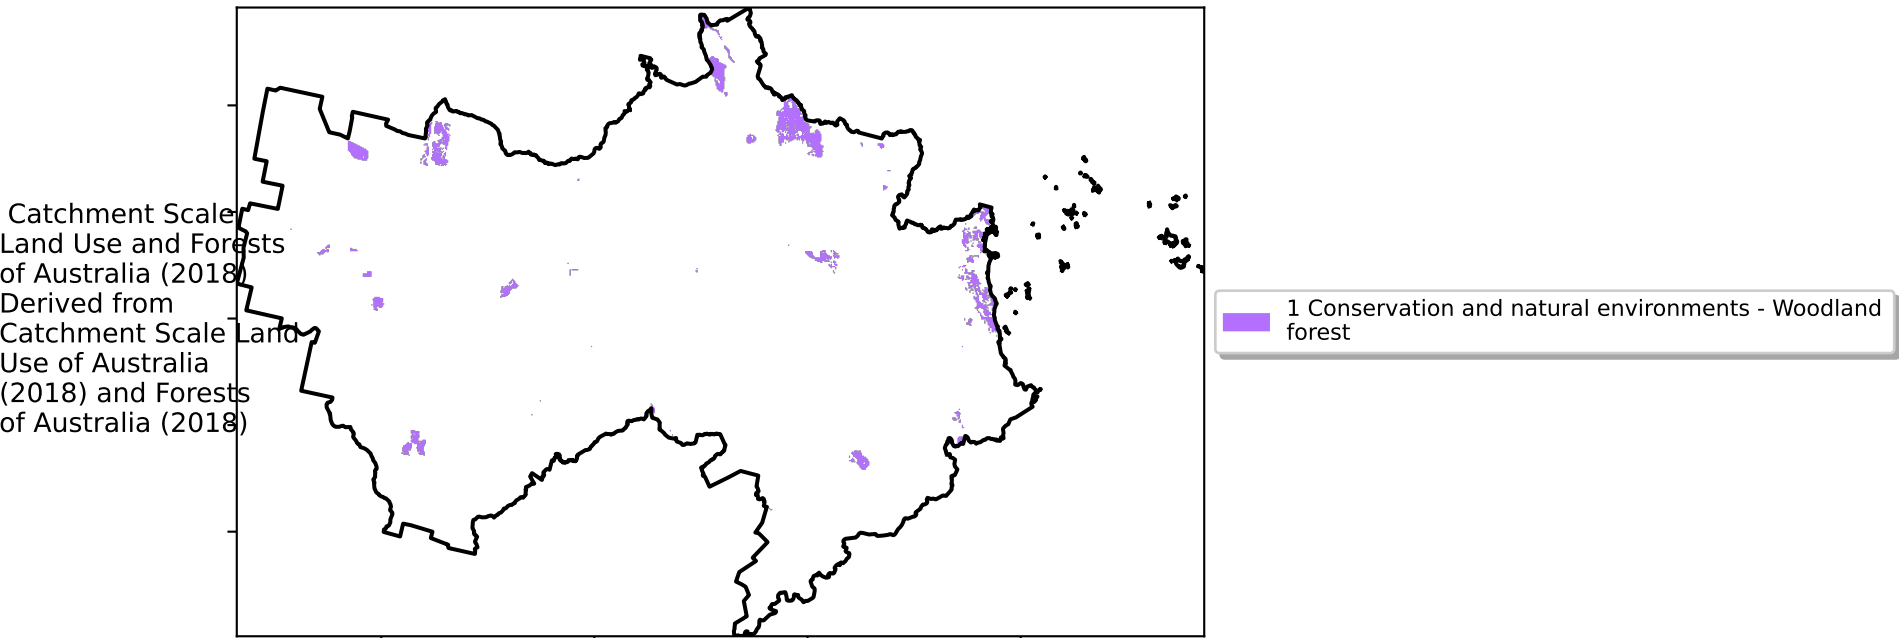 Catchment Scale
Land Use and Forests
of Australia (2018)
Derived from
Catchment Scale Land
Use of Australia
(2018) and Forests
of Australia (2018)
1 Conservation and natural environments - Woodland
forest